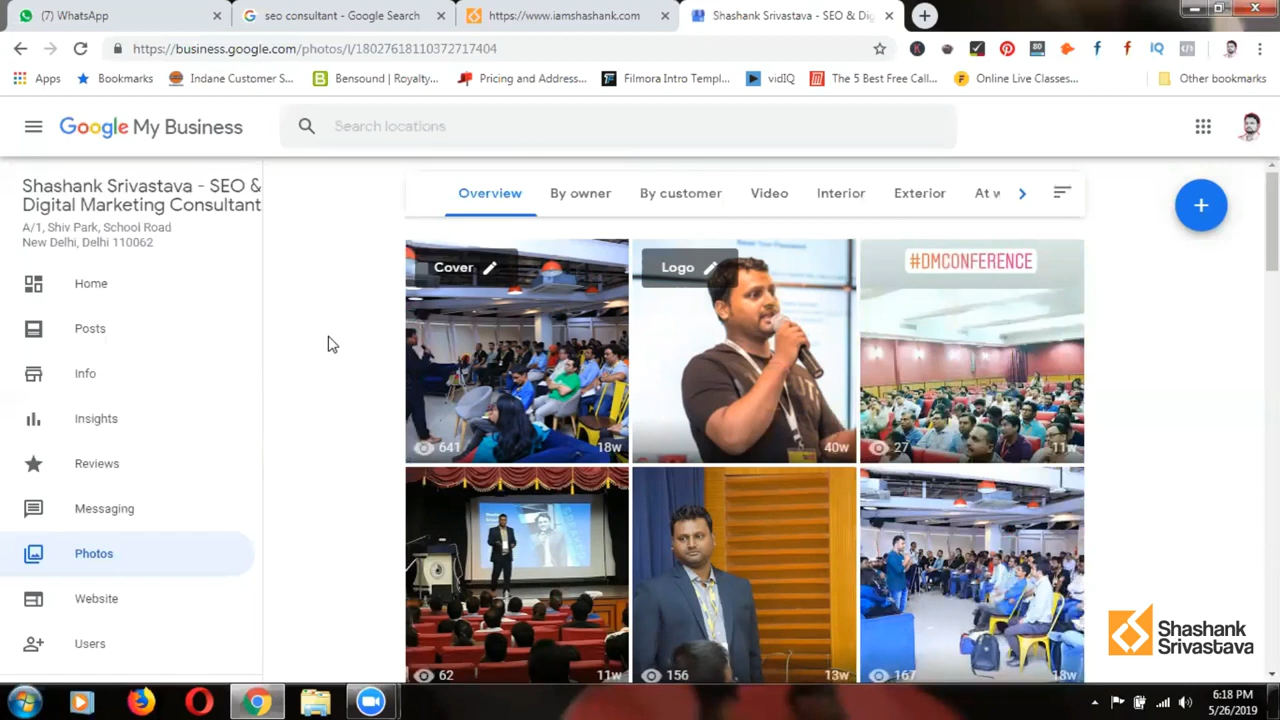 (7) WhatsApp
seo consultant - Google Search
https://www.iamshashank.com
Shashank Srivastava - SEO & Dig
https://business.google.com/photos/l/18027618110372717404
80
IQ
Apps
Bookmarks
Indane Customer S...
Bensound | Royalty...
Pricing and Address...
Filmora Intro Templ...
vidIQ
The 5 Best Free Call...
Online Live Classes...
Other bookmarks
Google My Business
Search locations
Shashank Srivastava - SEO &
Digital Marketing Consultant
A/1, Shiv Park, School Road
New Delhi, Delhi 110062
Home
Posts
Info
Insights
Reviews
Messaging
Photos
Website
Users
Overview
By owner
By customer
Video
Interior
Exterior
At w
Cover
641
18w
Logo
40w
#DMCONFERENCE
27
11w
62
11w
156
13w
167
18w
Shashank
Srivastava
6:18 PM
5/26/2019